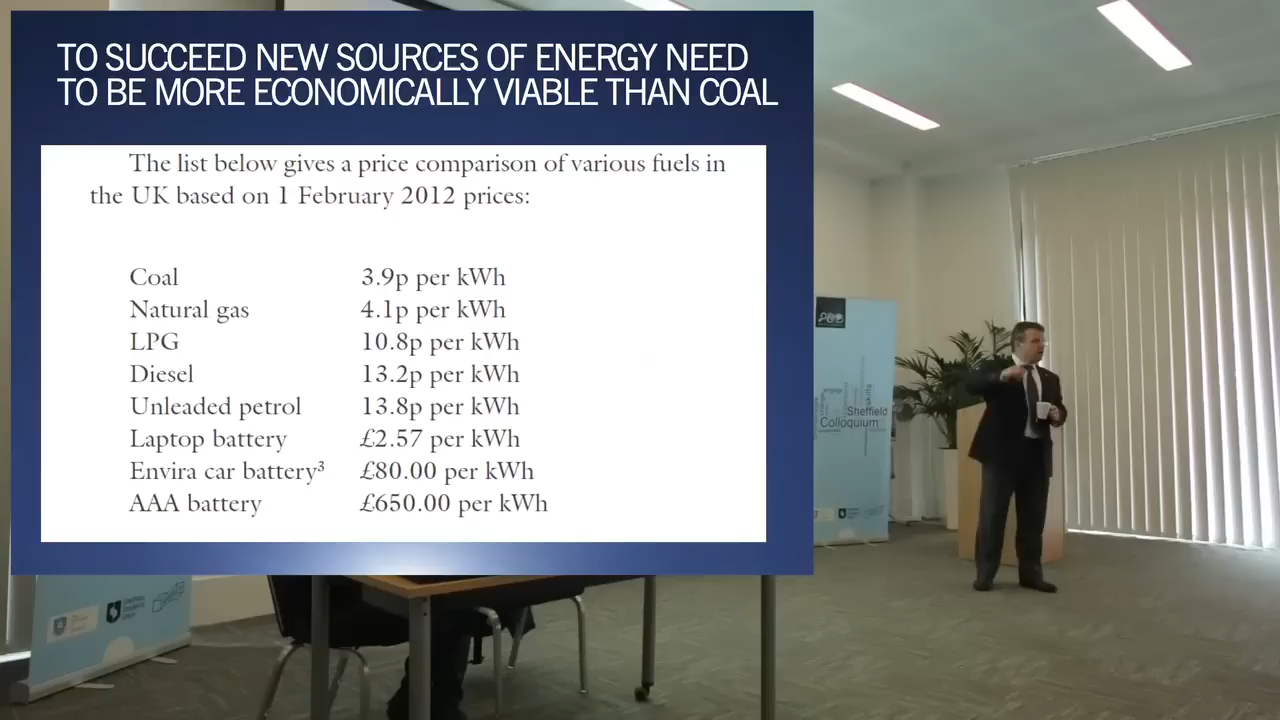 TO SUCCEED NEW SOURCES OF ENERGY NEED
TO BE MORE ECONOMICALLY VIABLE THAN COAL
The list below gives a price comparison of various fuels in
the UK based on 1 February 2012 prices:
Coal 3.9p per kWh
Natural gas 4.1p per kWh
LPG 10.8p per kWh
Diesel 13.2p per kWh
Unleaded petrol 13.8p per kWh
Laptop battery £2.57 per kWh
Envira car battery³ £80.00 per kWh
AAA battery £650.00 per kWh
skills
Sheffield
Colloquium